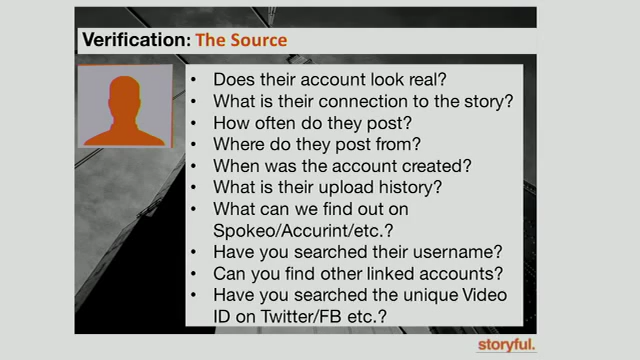 Verification: The Source
• Does their account look real?
• What is their connection to the story?
• How often do they post?
• Where do they post from?
• When was the account created?
• What is their upload history?
• What can we find out on
Spokeo/Accurint/etc.?
• Have you searched their username?
• Can you find other linked accounts?
• Have you searched the unique Video
ID on Twitter/FB etc.?
storyful.